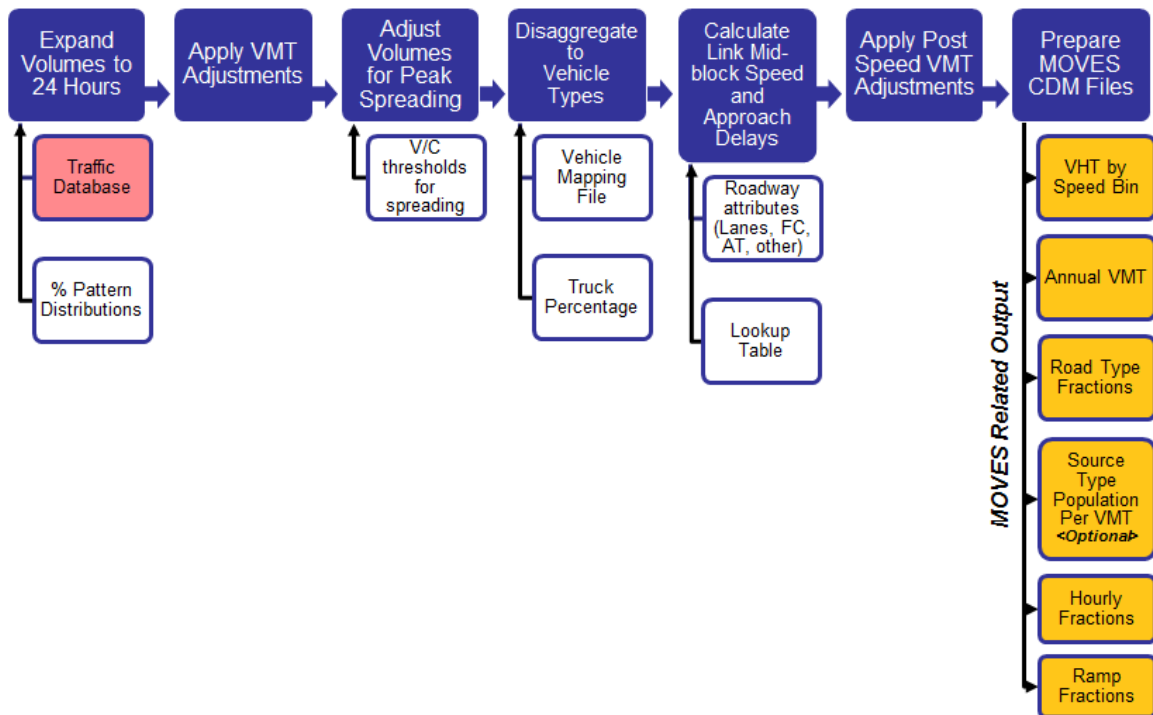 Expand
Volumes to
24 Hours
Apply VMT
Adjustments
Adjust
Volumes
for Peak
Spreading
Disaggregate
to
Vehicle
Types
Calculate
Link Mid-
block Speed
and
Approach
Delays
Apply Post
Speed VMT
Adjustments
Prepare
MOVES
CDM Files
Traffic
Database
% Pattern
Distributions
V/C
thresholds
for
spreading
Vehicle
Mapping
File
Truck
Percentage
Roadway
attributes
(Lanes, FC,
AT, other)
Lookup
Table
MOVES Related Output
VHT by
Speed Bin
Annual VMT
Road Type
Fractions
Source
Type
Population
Per VMT
<Optional>
Hourly
Fractions
Ramp
Fractions